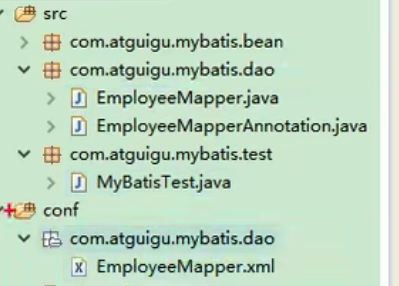 src
com.atguigu.mybatis.bean
com.atguigu.mybatis.dao
EmployeeMapper.java
EmployeeMapperAnnotation.java
com.atguigu.mybatis.test
MyBatisTest.java
conf
com.atguigu.mybatis.dao
EmployeeMapper.xml